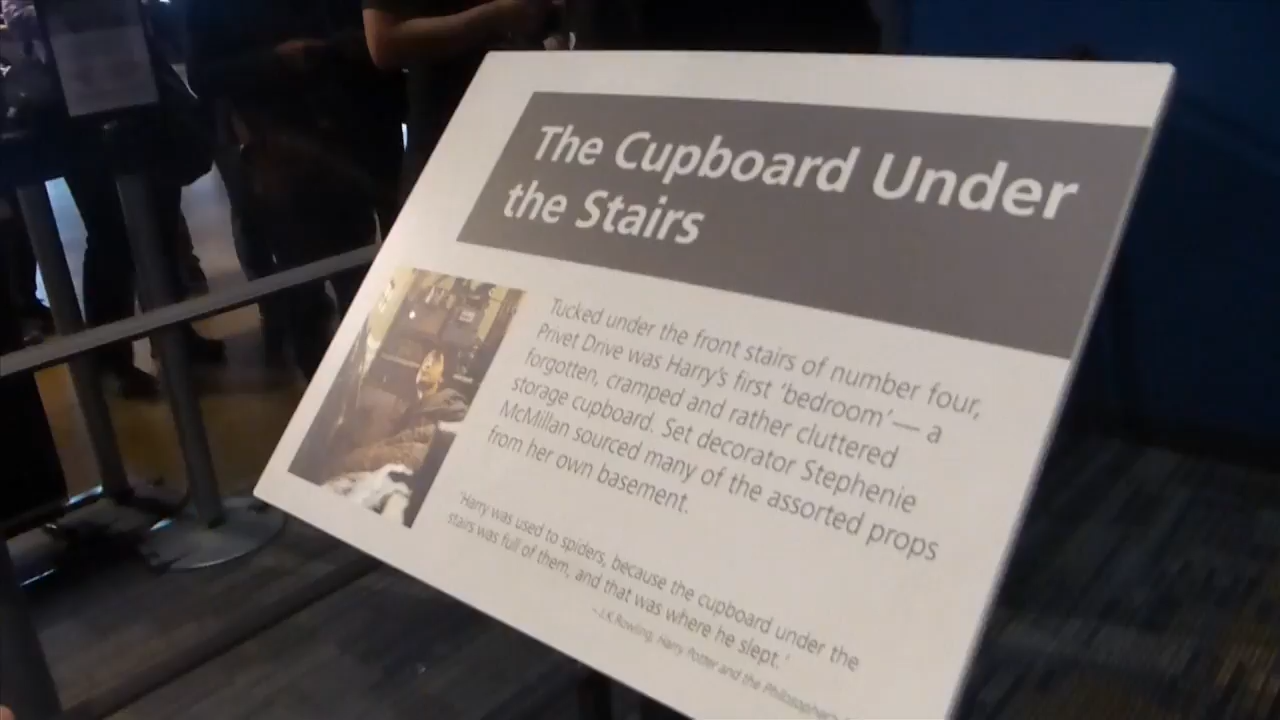 The Cupboard Under
the Stairs
Tucked under the front stairs of number four,
Privet Drive was Harry's first 'bedroom'— a
forgotten, cramped and rather cluttered
storage cupboard. Set decorator Stephenie
McMillan sourced many of the assorted props
from her own basement.
'Harry was used to spiders, because the cupboard under the
stairs was full of them, and that was where he slept.'
- J.K.Rowling, Harry Potter and the Philosopher's